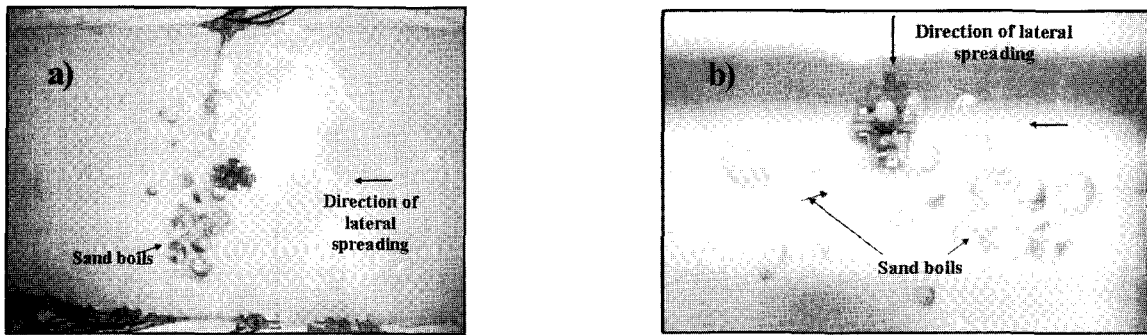 a)
Direction of
lateral
spreading
Sand boils
b)
Direction of lateral
spreading
Sand boils